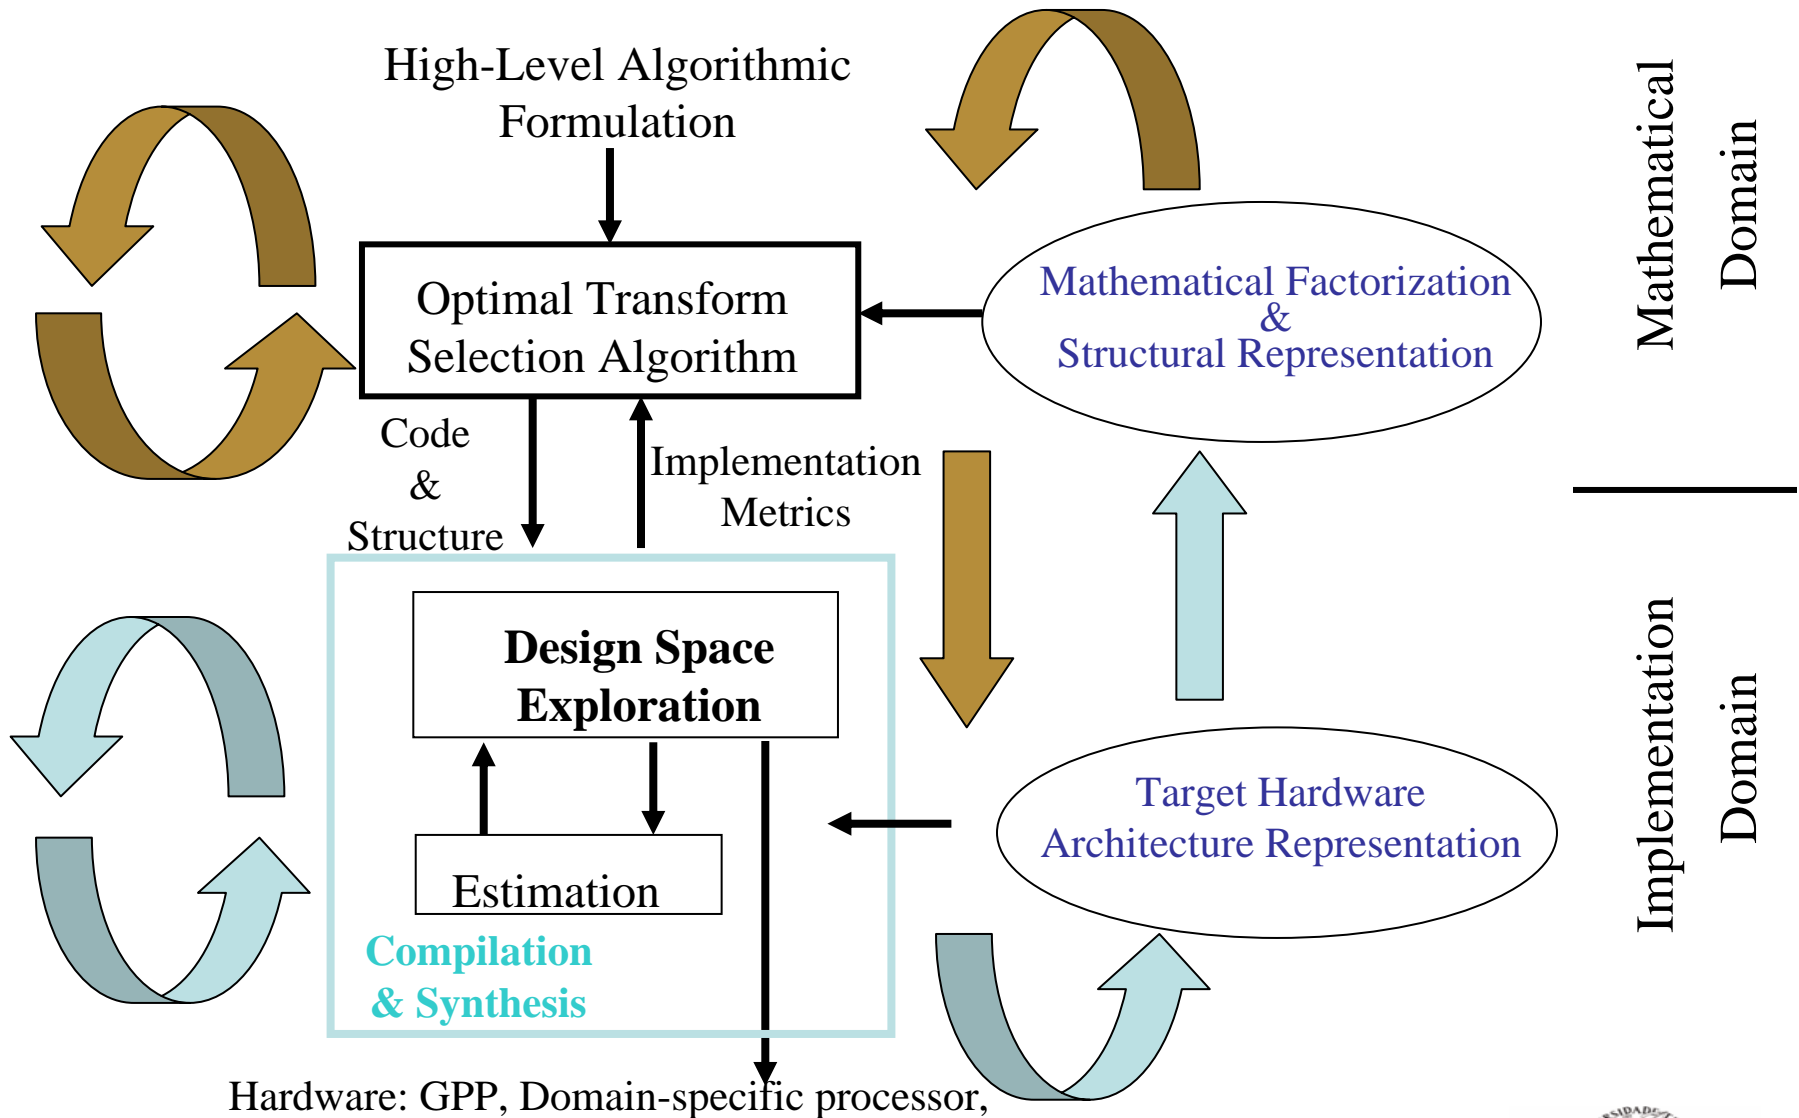 High-Level Algorithmic
Formulation
Optimal Transform
Selection Algorithm
Mathematical Factorization
&
Structural Representation
Mathematical
Domain
Code
&
Structure
Implementation
Metrics
Design Space
Exploration
Estimation
Compilation
& Synthesis
Target Hardware
Architecture Representation
Implementation
Domain
Hardware: GPP, Domain-specific processor,